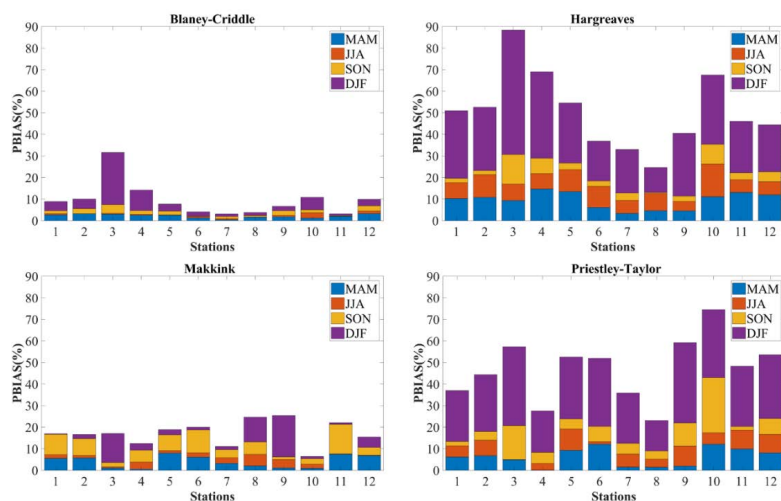 Blaney-Criddle
90
80
70
60
50
40
30
20
10
0
PBIAS(%)
MAM
JJA
SON
DJF
1 2 3 4 5 6 7 8 9 10 11 12
Stations
Hargreaves
90
80
70
60
50
40
30
20
10
0
PBIAS(%)
MAM
JJA
SON
DJF
1 2 3 4 5 6 7 8 9 10 11 12
Stations
Makkink
90
80
70
60
50
40
30
20
10
0
PBIAS(%)
MAM
JJA
SON
DJF
1 2 3 4 5 6 7 8 9 10 11 12
Stations
Priestley-Taylor
90
80
70
60
50
40
30
20
10
0
PBIAS(%)
MAM
JJA
SON
DJF
1 2 3 4 5 6 7 8 9 10 11 12
Stations